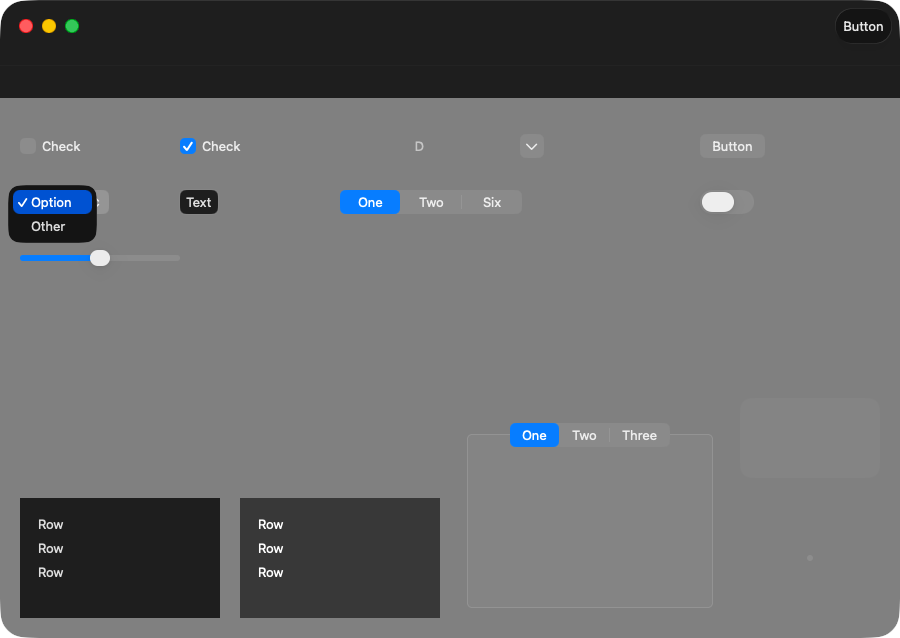 Button
Check
Check
D
Button
Option
Other
Text
One
Two
Six
One
Two
Three
Row
Row
Row
Row
Row
Row